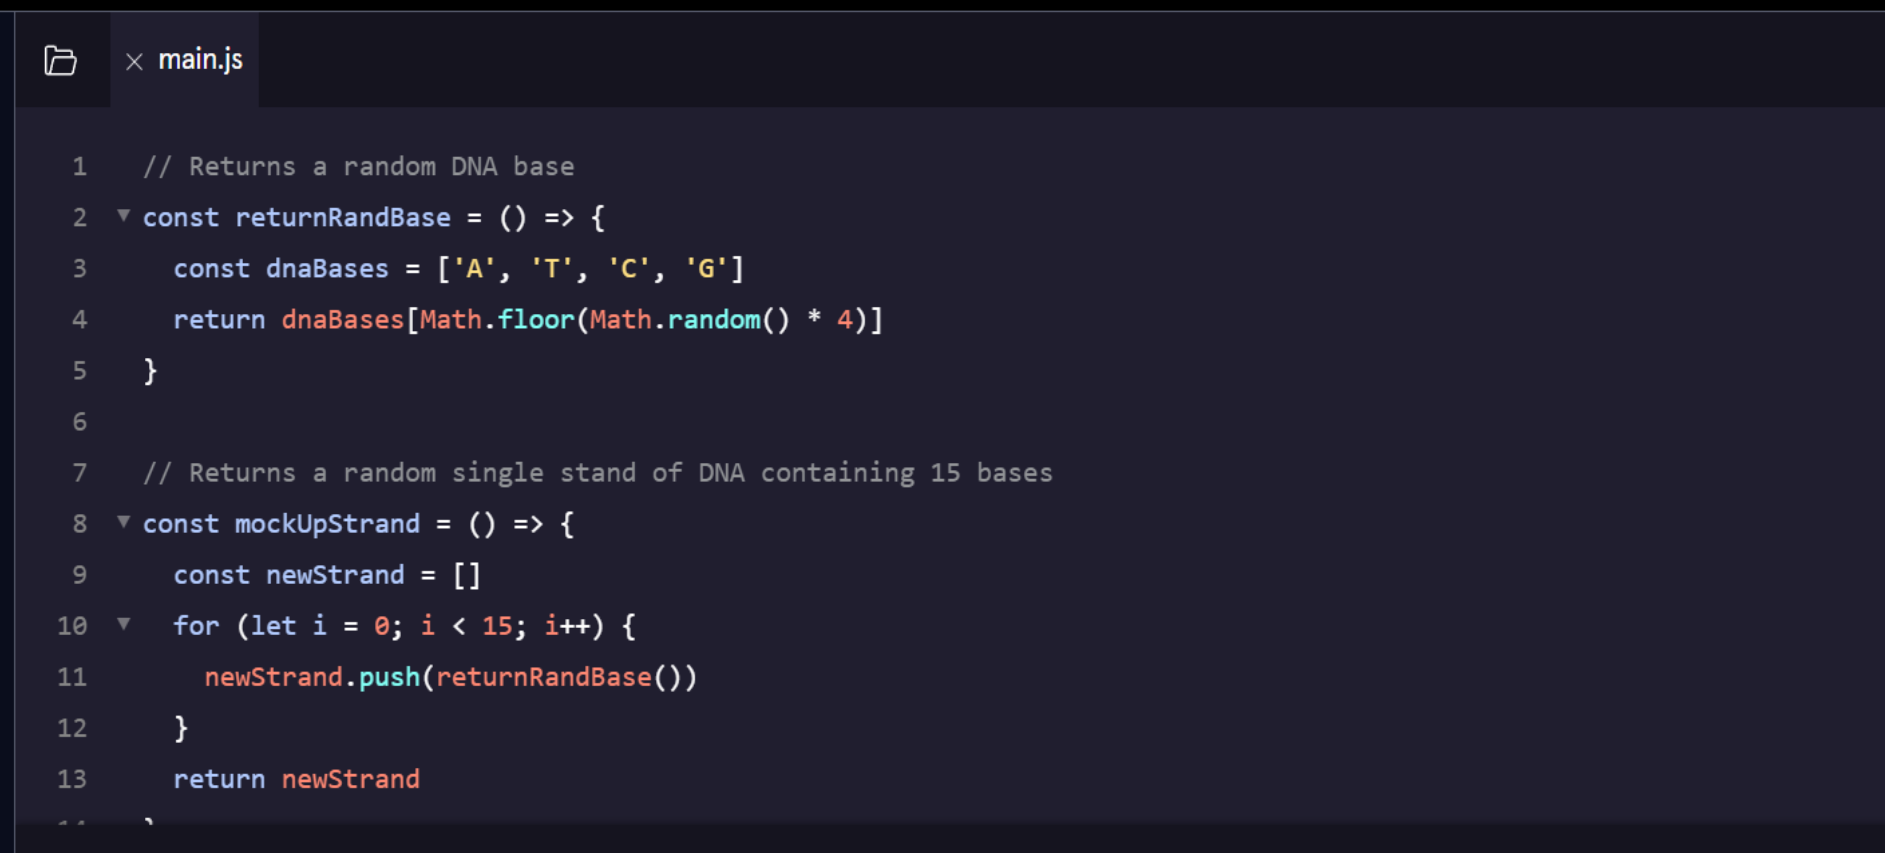 main.js
1 // Returns a random DNA base
2 const returnRandBase = () => {
3 const dnaBases = ['A', 'T', 'C', 'G']
4 return dnaBases[Math.floor(Math.random() * 4)]
5 }
6
7 // Returns a random single stand of DNA containing 15 bases
8 const mockUpStrand = () => {
9 const newStrand = []
10 for (let i = 0; i < 15; i++) {
11 newStrand.push(returnRandBase())
12 }
13 return newStrand